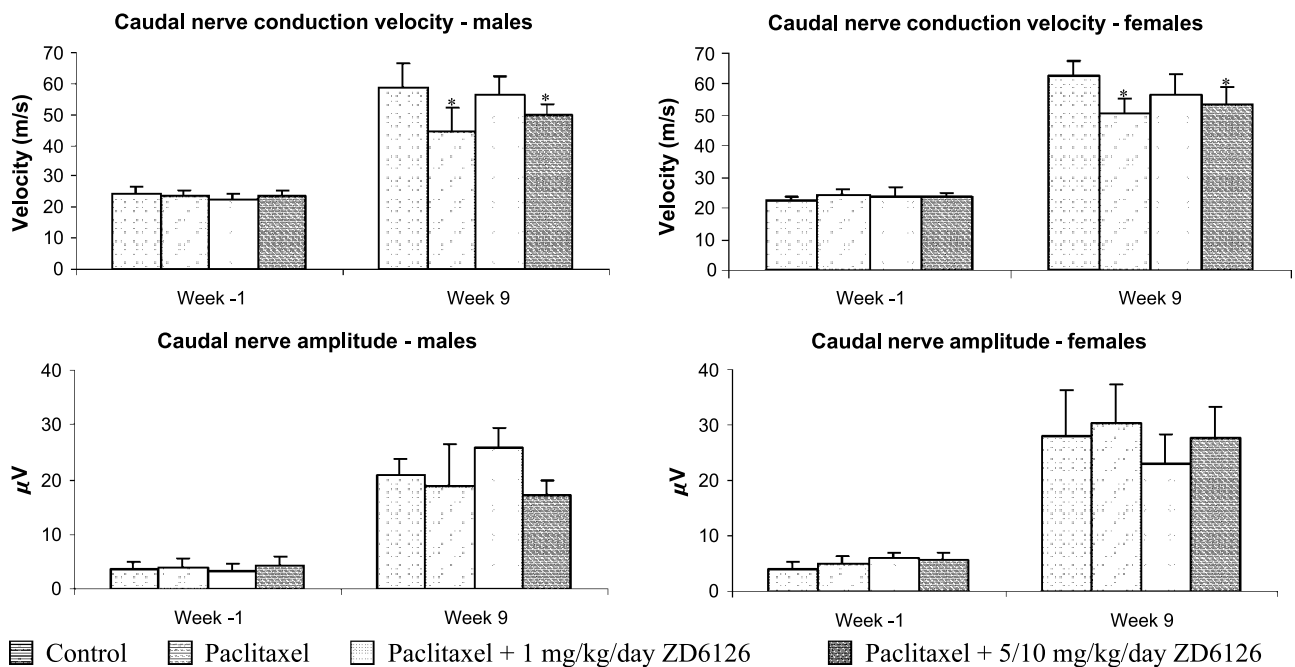 Caudal nerve conduction velocity - males
Velocity (m/s)
70
60
50
40
30
20
10
0
*
*
Week -1
Week 9
Caudal nerve conduction velocity - females
Velocity (m/s)
70
60
50
40
30
20
10
0
*
*
Week -1
Week 9
Caudal nerve amplitude - males
μV
40
30
20
10
0
Week -1
Week 9
Caudal nerve amplitude - females
μV
40
30
20
10
0
Week -1
Week 9
Control
Paclitaxel
Paclitaxel + 1 mg/kg/day ZD6126
Paclitaxel + 5/10 mg/kg/day ZD6126